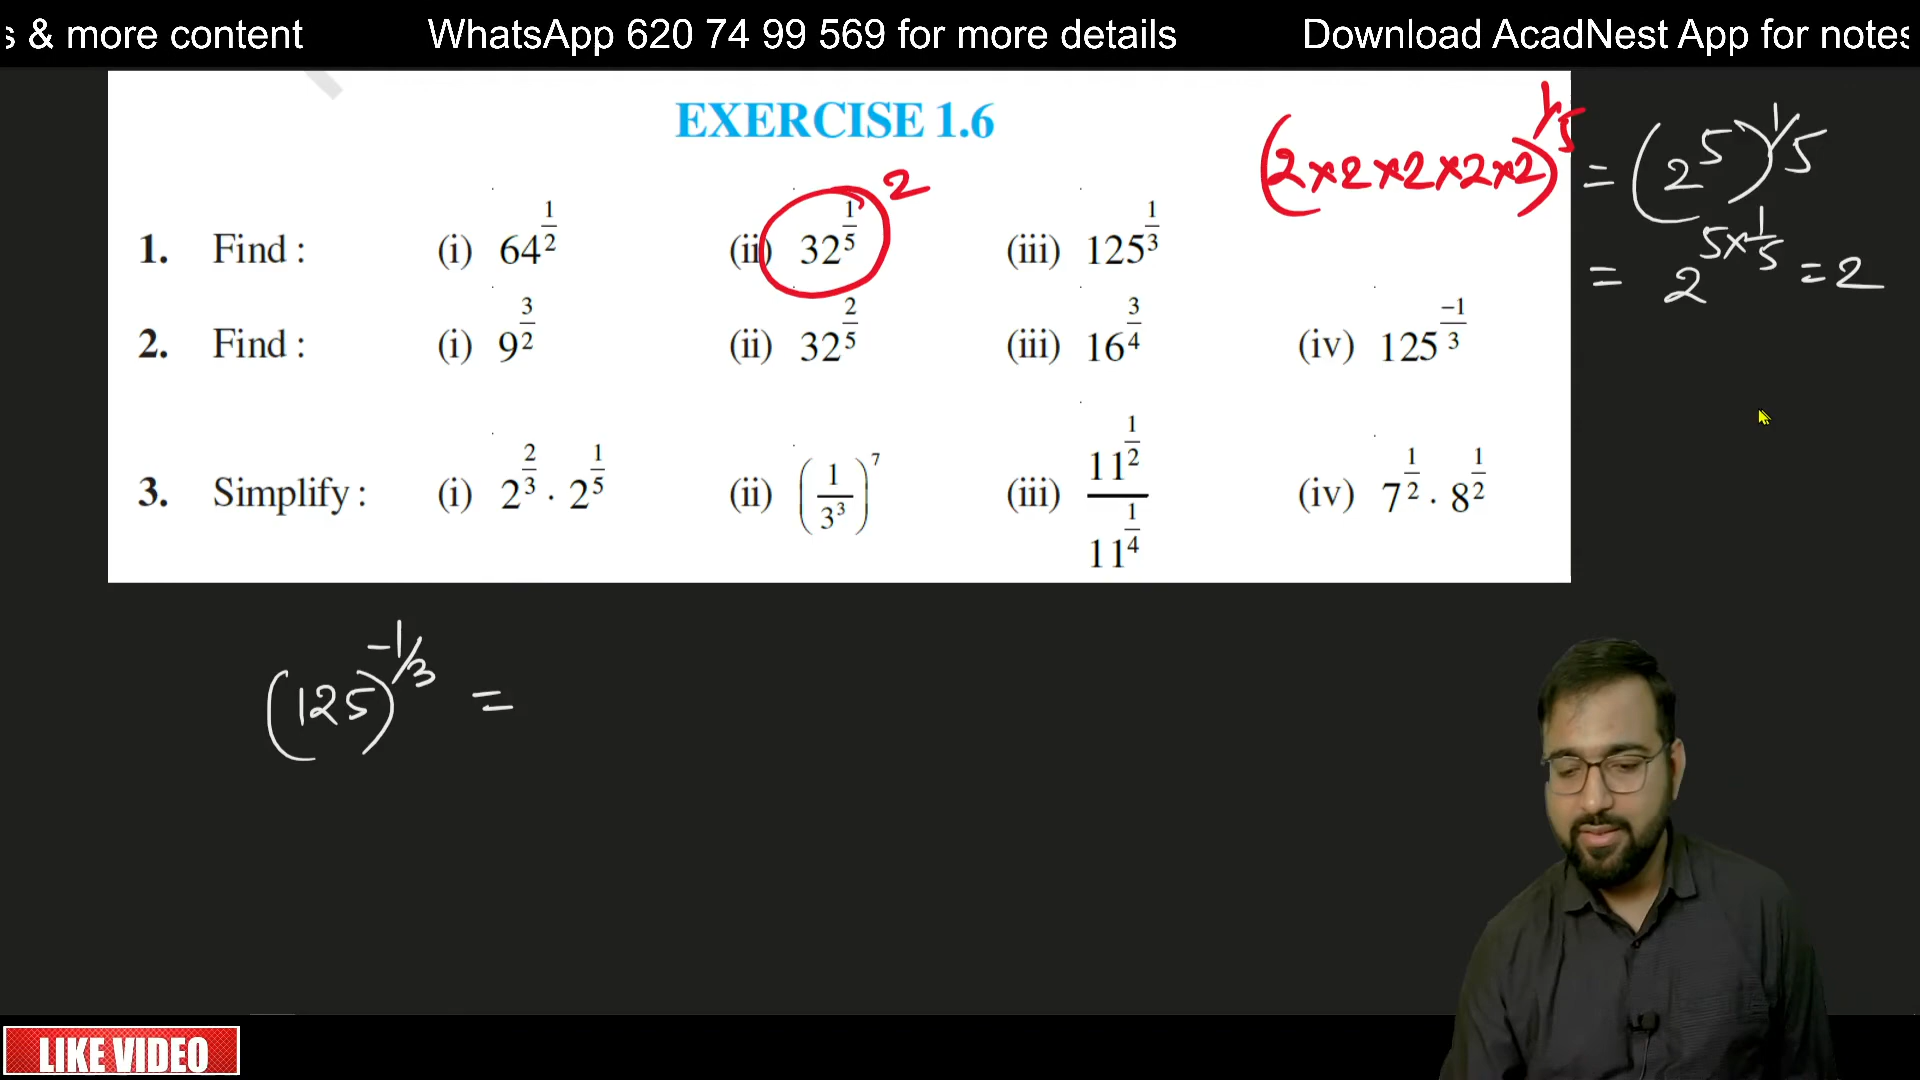 s & more content WhatsApp 620 74 99 569 for more details Download AcadNest App for notes
EXERCISE 1.6
(2×2×2×2×2)^1/5 = (2^5)^1/5
= 2^5×1/5 = 2
2
1. Find : (i) 64^1/2 (ii) 32^1/5 (iii) 125^1/3
2. Find : (i) 9^3/2 (ii) 32^2/5 (iii) 16^3/4 (iv) 125^-1/3
3. Simplify : (i) 2^2/3 . 2^1/5 (ii) (1/3^3)^7 (iii) 11^1/2 / 11^1/4 (iv) 7^1/2 . 8^1/2
(125)^-1/3 =
LIKE VIDEO